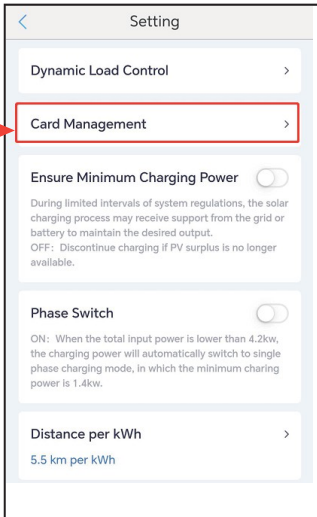 Setting
Dynamic Load Control
Card Management
Ensure Minimum Charging Power
During limited intervals of system regulations, the solar
charging process may receive support from the grid or
battery to maintain the desired output.
OFF: Discontinue charging if PV surplus is no longer
available.
Phase Switch
ON: When the total input power is lower than 4.2kw,
the charging power will automatically switch to single
phase charging mode, in which the minimum charing
power is 1.4kw.
Distance per kWh
5.5 km per kWh